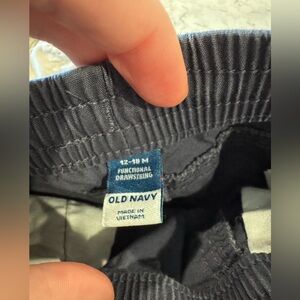 12-18 M
FUNCTIONAL
DRAWSTRING
OLD NAVY
MADE IN
VIETNAM